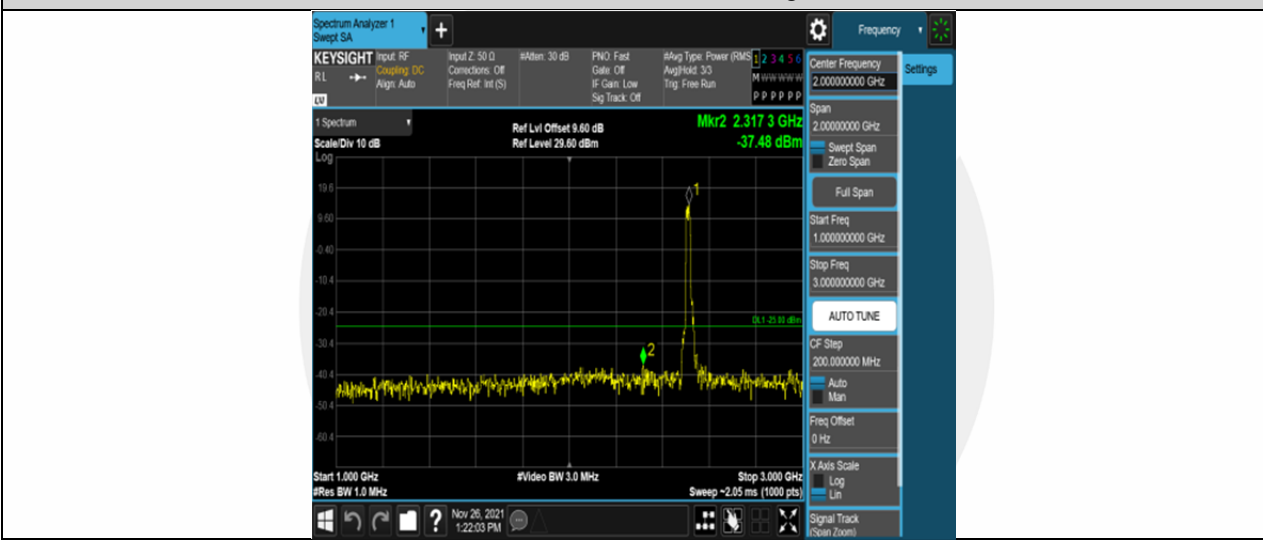 Spectrum Analyzer 1
Swept SA
+
Frequency
KEYSIGHT
RL
LXI
Input: RF
Coupling: DC
Align: Auto
Input Z: 50 Ω
Corrections: Off
Freq Ref: Int (S)
#Atten: 30 dB
PNO: Fast
Gate: Off
IF Gain: Low
Sig Track: Off
#Avg Type: Power (RMS
Avg|Hold: 3/3
Trig: Free Run
1 2 3 4 5 6
M W W W W W
P P P P P P
Center Frequency
2.000000000 GHz
Settings
Span
2.00000000 GHz
Swept Span
Zero Span
Full Span
Start Freq
1.000000000 GHz
Stop Freq
3.000000000 GHz
AUTO TUNE
CF Step
200.000000 MHz
Auto
Man
Freq Offset
0 Hz
X Axis Scale
Log
Lin
Signal Track
(Span Zoom)
1 Spectrum
Scale/Div 10 dB
Log
Ref Lvl Offset 9.60 dB
Ref Level 29.60 dBm
Mkr2 2.317 3 GHz
-37.48 dBm
19.6
9.60
-0.40
-10.4
-20.4
-30.4
-40.4
-50.4
-60.4
1
2
DL1 -25.00 dBm
Start 1.000 GHz
#Res BW 1.0 MHz
#Video BW 3.0 MHz
Stop 3.000 GHz
Sweep ~2.05 ms (1000 pts)
?
Nov 26, 2021
1:22:03 PM